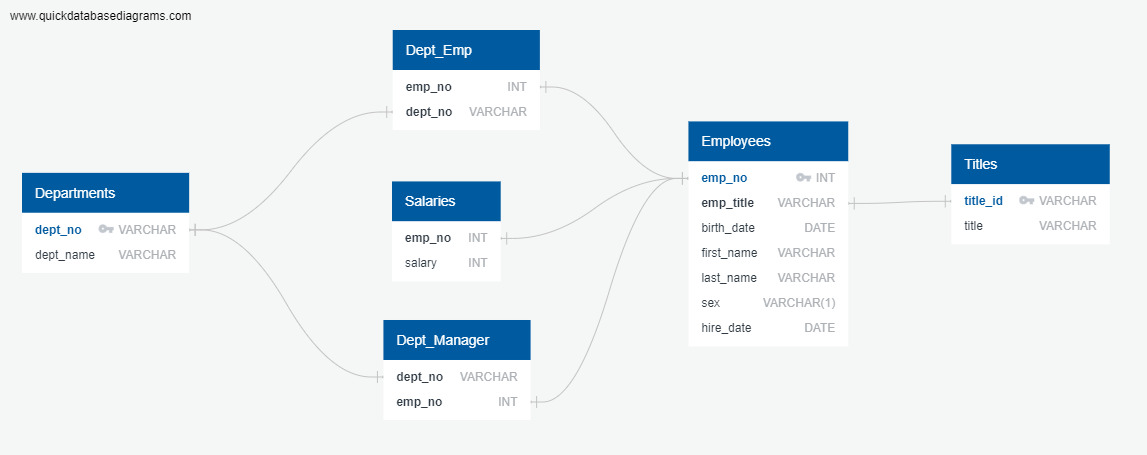 www.quickdatabasediagrams.com
Dept_Emp
emp_no INT
dept_no VARCHAR
Departments
dept_no VARCHAR
dept_name VARCHAR
Salaries
emp_no INT
salary INT
Dept_Manager
dept_no VARCHAR
emp_no INT
Employees
emp_no INT
emp_title VARCHAR
birth_date DATE
first_name VARCHAR
last_name VARCHAR
sex VARCHAR(1)
hire_date DATE
Titles
title_id VARCHAR
title VARCHAR